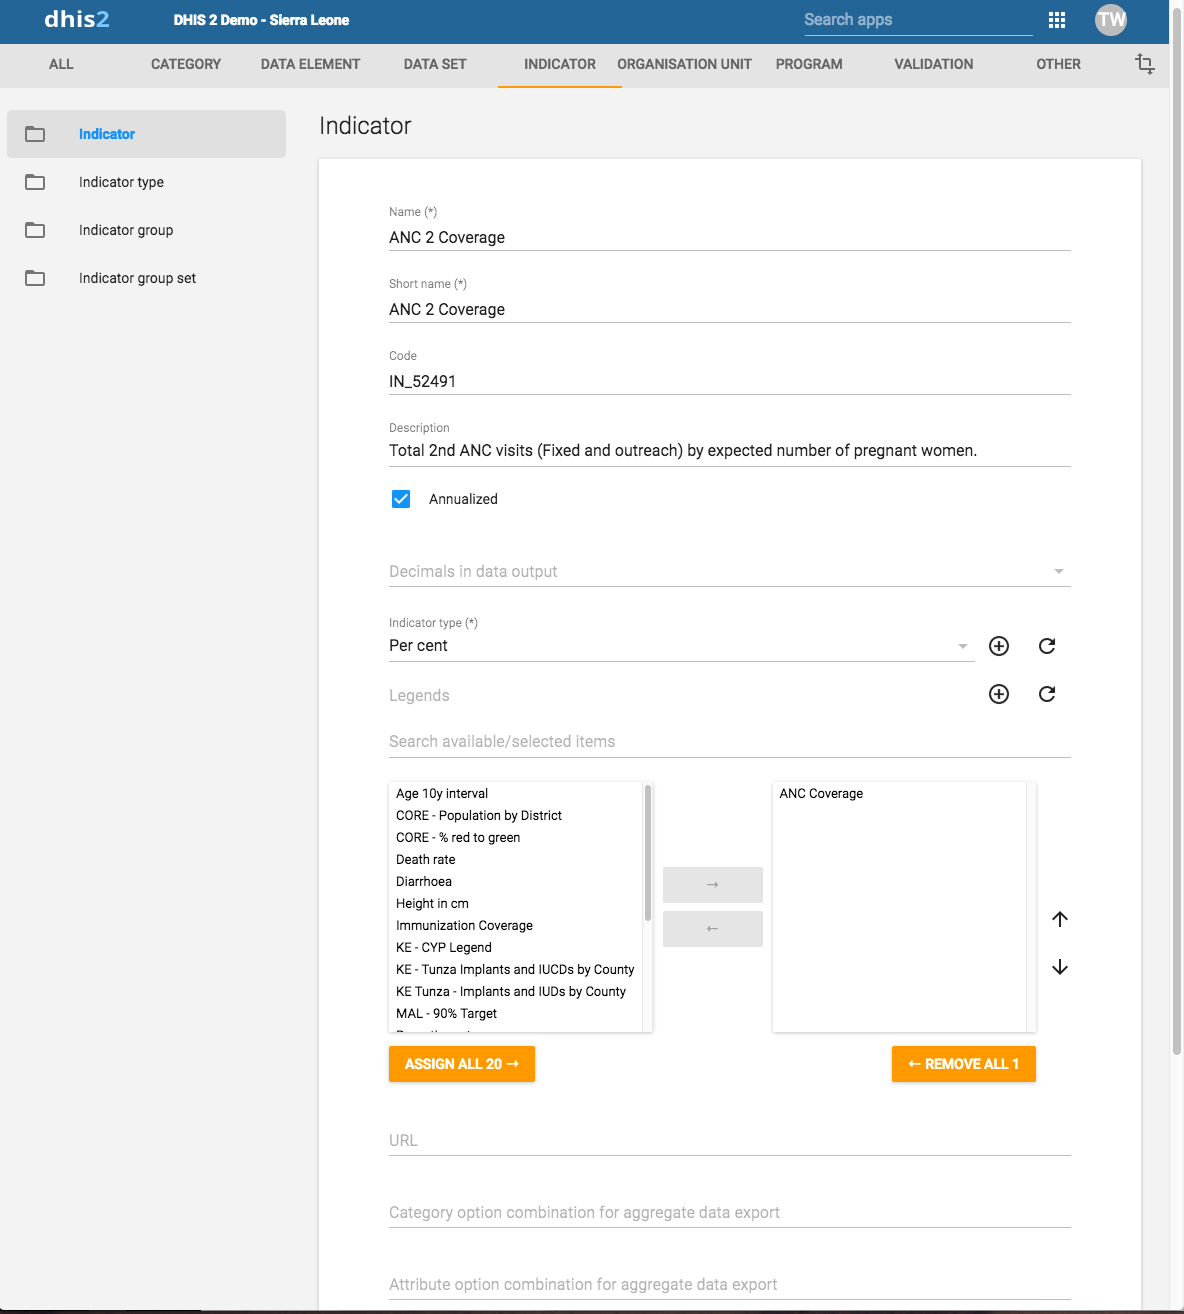 dhis2 DHIS 2 Demo - Sierra Leone Search apps TW
ALL CATEGORY DATA ELEMENT DATA SET INDICATOR ORGANISATION UNIT PROGRAM VALIDATION OTHER
Indicator
Indicator type
Indicator group
Indicator group set
Indicator
Name (*)
ANC 2 Coverage
Short name (*)
ANC 2 Coverage
Code
IN_52491
Description
Total 2nd ANC visits (Fixed and outreach) by expected number of pregnant women.
Annualized
Decimals in data output
Indicator type (*)
Per cent
Legends
Search available/selected items
Age 10y interval
CORE - Population by District
CORE - % red to green
Death rate
Diarrhoea
Height in cm
Immunization Coverage
KE - CYP Legend
KE - Tunza Implants and IUCDs by County
KE Tunza - Implants and IUDs by County
MAL - 90% Target
→
←
ANC Coverage
ASSIGN ALL 20 →
← REMOVE ALL 1
URL
Category option combination for aggregate data export
Attribute option combination for aggregate data export